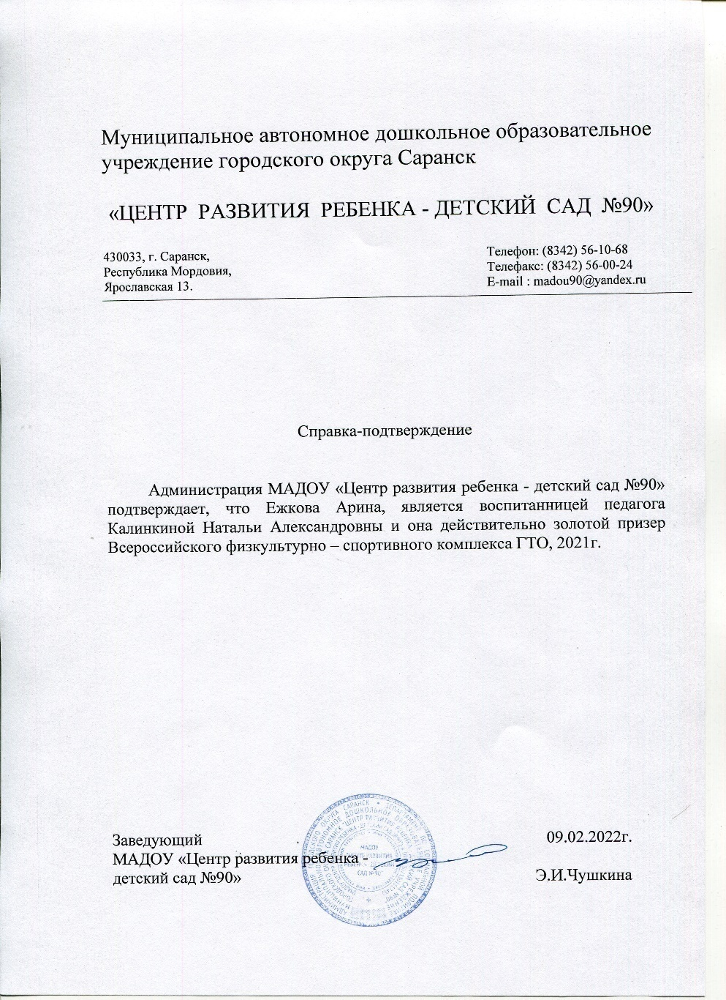 Муниципальное автономное дошкольное образовательное
учреждение городского округа Саранск
«ЦЕНТР РАЗВИТИЯ РЕБЕНКА - ДЕТСКИЙ САД №90»
430033, г. Саранск,
Республика Мордовия,
Ярославская 13.
Телефон: (8342) 56-10-68
Телефакс: (8342) 56-00-24
E-mail : madou90@yandex.ru
Справка-подтверждение
Администрация МАДОУ «Центр развития ребенка - детский сад №90»
подтверждает, что Ежкова Арина, является воспитанницей педагога
Калинкиной Натальи Александровны и она действительно золотой призер
Всероссийского физкультурно – спортивного комплекса ГТО, 2021г.
Заведующий
МАДОУ «Центр развития ребенка -
детский сад №90»
09.02.2022г.
Э.И.Чушкина
МАДОУ
САД №90"